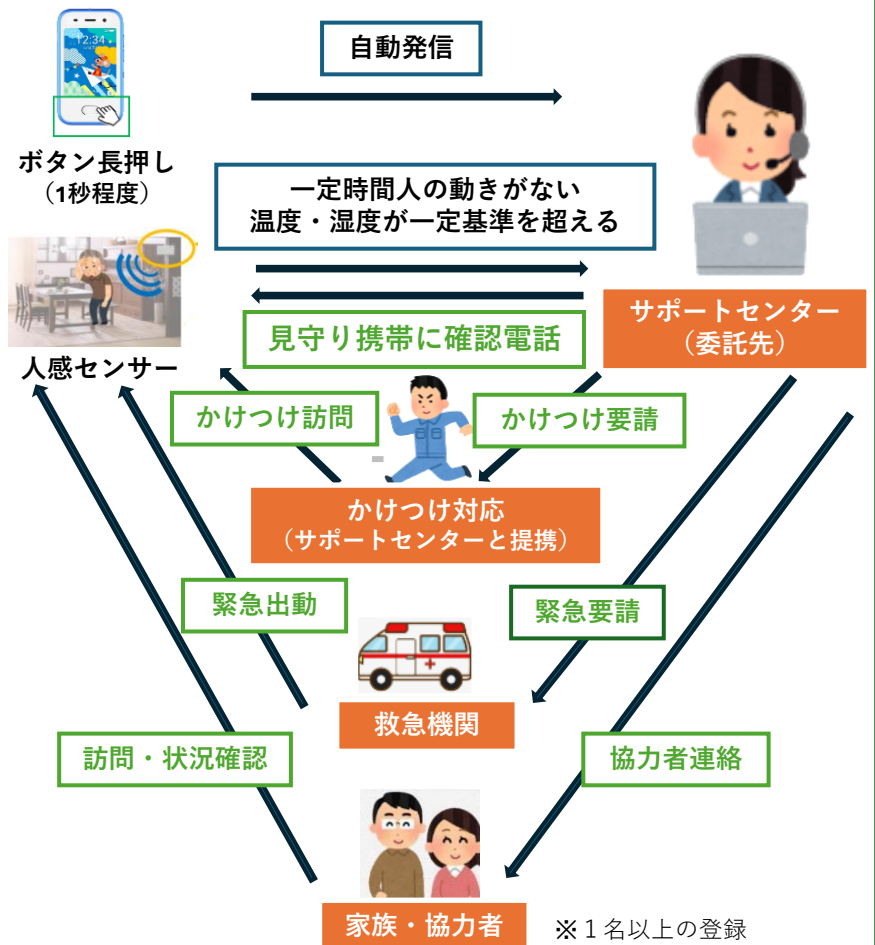 12:34
自動発信
ボタン長押し
（1秒程度）
一定時間人の動きがない
温度・湿度が一定基準を超える
サポートセンター
（委託先）
見守り携帯に確認電話
人感センサー
かけつけ訪問
かけつけ要請
かけつけ対応
（サポートセンターと提携）
緊急出動
緊急要請
救急機関
訪問・状況確認
協力者連絡
家族・協力者
※１名以上の登録